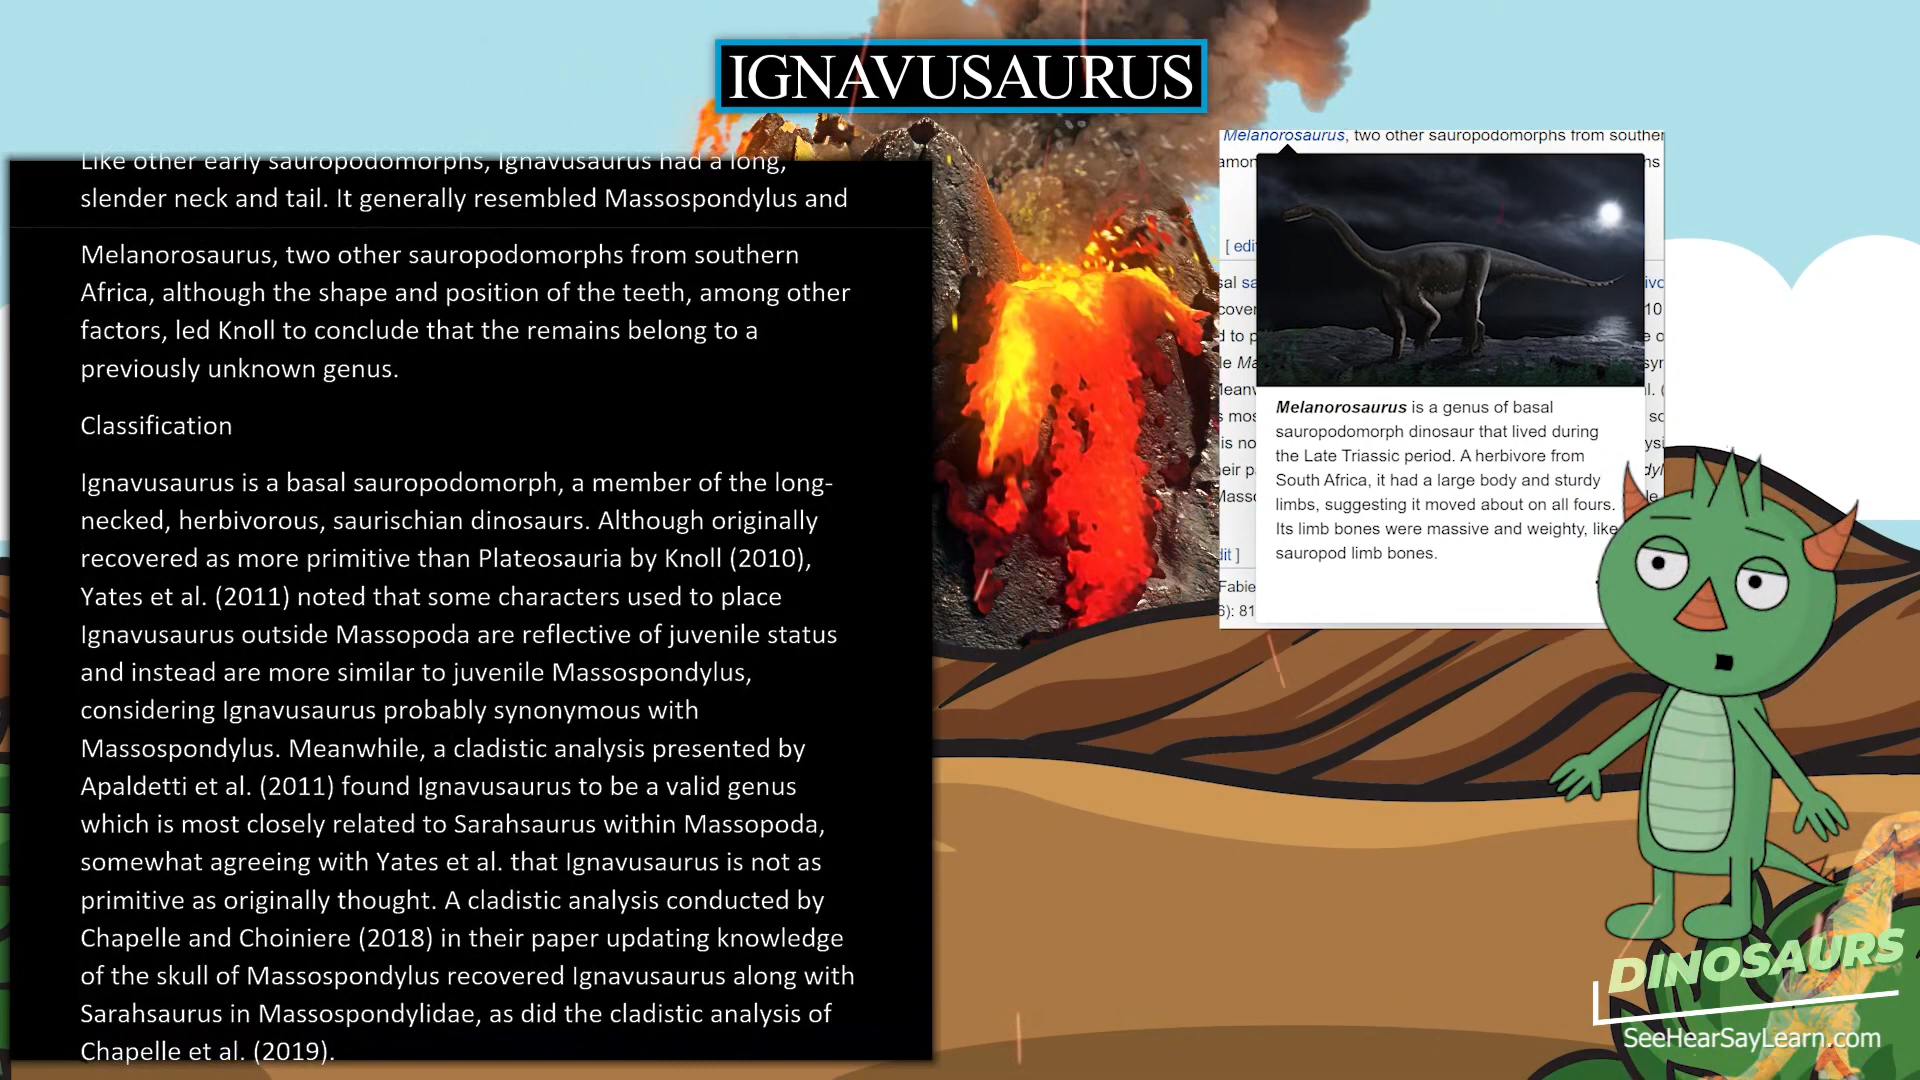 IGNAVUSAURUS
Like other early sauropodomorphs, Ignavusaurus had a long,
slender neck and tail. It generally resembled Massospondylus and
Melanorosaurus, two other sauropodomorphs from southern
Africa, although the shape and position of the teeth, among other
factors, led Knoll to conclude that the remains belong to a
previously unknown genus.
Classification
Ignavusaurus is a basal sauropodomorph, a member of the long-
necked, herbivorous, saurischian dinosaurs. Although originally
recovered as more primitive than Plateosauria by Knoll (2010),
Yates et al. (2011) noted that some characters used to place
Ignavusaurus outside Massopoda are reflective of juvenile status
and instead are more similar to juvenile Massospondylus,
considering Ignavusaurus probably synonymous with
Massospondylus. Meanwhile, a cladistic analysis presented by
Apaldetti et al. (2011) found Ignavusaurus to be a valid genus
which is most closely related to Sarahsaurus within Massopoda,
somewhat agreeing with Yates et al. that Ignavusaurus is not as
primitive as originally thought. A cladistic analysis conducted by
Chapelle and Choiniere (2018) in their paper updating knowledge
of the skull of Massospondylus recovered Ignavusaurus along with
Sarahsaurus in Massospondylidae, as did the cladistic analysis of
Chapelle et al. (2019).
Melanorosaurus, two other sauropodomorphs from souther
[ edi
Melanorosaurus is a genus of basal
sauropodomorph dinosaur that lived during
the Late Triassic period. A herbivore from
South Africa, it had a large body and sturdy
limbs, suggesting it moved about on all fours.
Its limb bones were massive and weighty, like
sauropod limb bones.
dit ]
Fabie
6): 81
DINOSAURS
SeeHearSayLearn.com